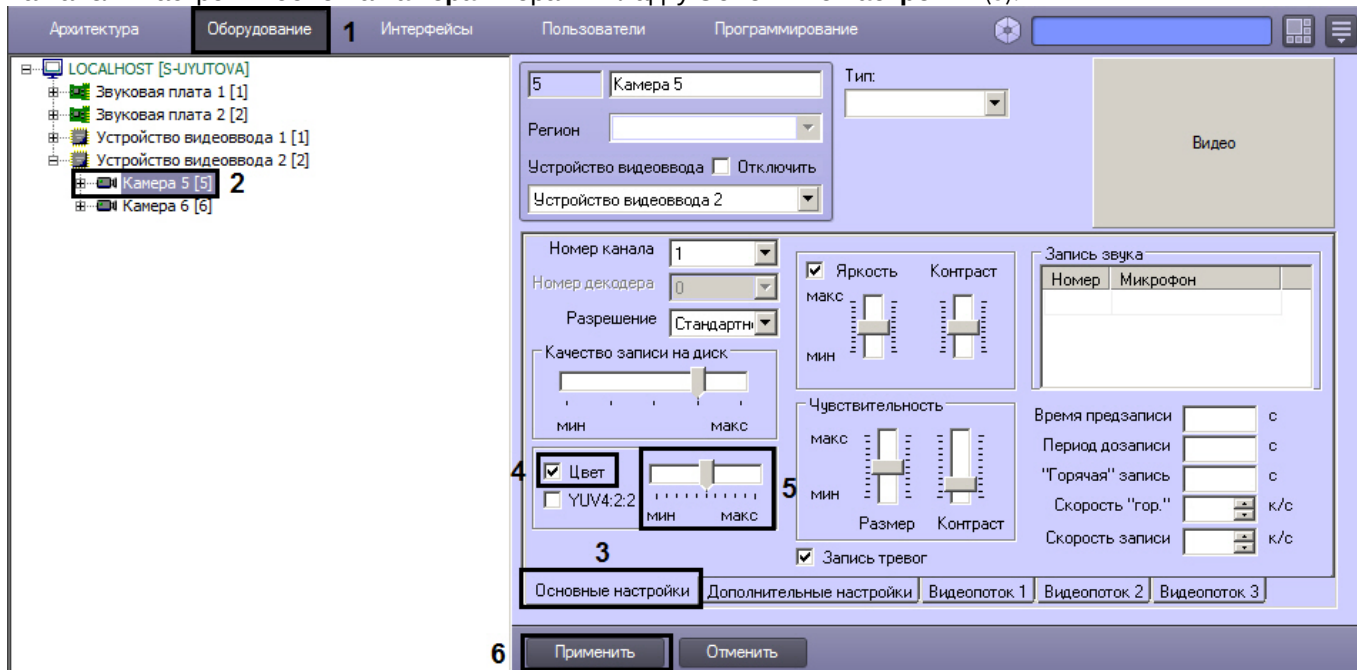 Архитектура Оборудование 1 Интерфейсы Пользователи Программирование
LOCALHOST [S-UYUTOVA]
Звуковая плата 1 [1]
Звуковая плата 2 [2]
Устройство видеоввода 1 [1]
Устройство видеоввода 2 [2]
Камера 5 [5] 2
Камера 6 [6]
5 Камера 5
Регион
Устройство видеоввода Отключить
Устройство видеоввода 2
Тип:
Видео
Номер канала 1
Номер декодера 0
Разрешение Стандартн
Качество записи на диск
мин макс
4 Цвет
YUV4:2:2
мин макс
5
3
Яркость Контраст
макс
мин
Чувствительность
макс
мин
Размер Контраст
Запись тревог
Запись звука
Номер Микрофон
Время предзаписи с
Период дозаписи с
"Горячая" запись с
Скорость "гор." к/с
Скорость записи к/с
Основные настройки Дополнительные настройки Видеопоток 1 Видеопоток 2 Видеопоток 3
6 Применить Отменить